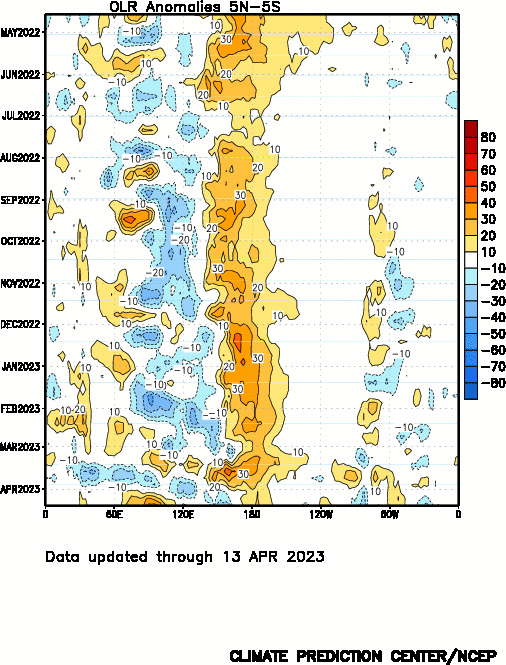 OLR Anomalies 5N-5S
MAY2022
JUN2022
JUL2022
AUG2022
SEP2022
OCT2022
NOV2022
DEC2022
JAN2023
FEB2023
MAR2023
APR2023
0 60E 120E 180 120W 60W 0
80
70
60
50
40
30
20
10
-10
-20
-30
-40
-50
-60
-70
-80
Data updated through 13 APR 2023
CLIMATE PREDICTION CENTER/NCEP